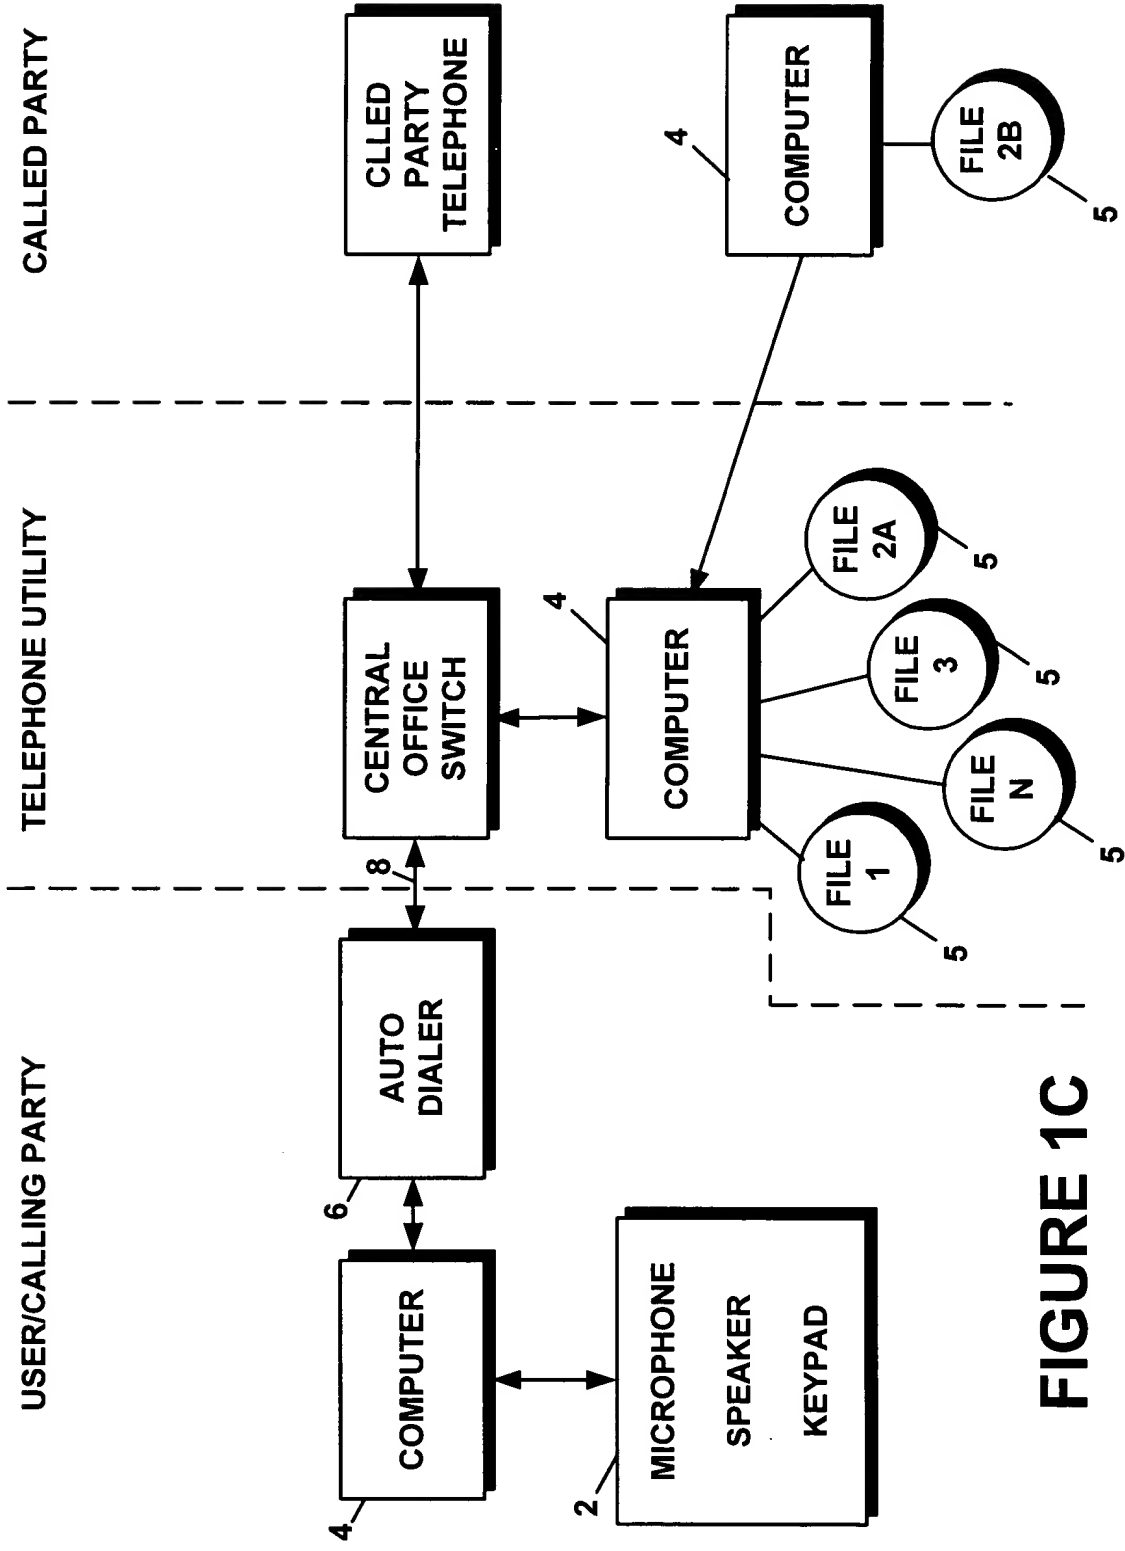 USER/CALLING PARTY
TELEPHONE UTILITY
CALLED PARTY
4
COMPUTER
6
AUTO
DIALER
8
CENTRAL
OFFICE
SWITCH
CLLED
PARTY
TELEPHONE
2
MICROPHONE
SPEAKER
KEYPAD
4
COMPUTER
4
COMPUTER
FILE
1
5
FILE
N
5
FILE
3
5
FILE
2A
5
FILE
2B
5
FIGURE 1C